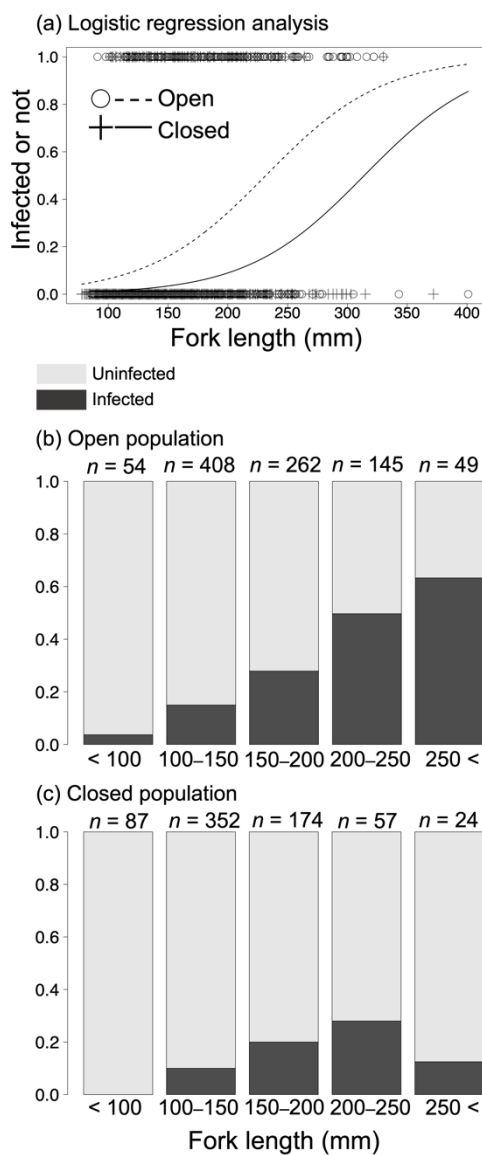 (a) Logistic regression analysis
1.0
0.8
0.6
0.4
0.2
0.0
Open
Closed
Infected or not
100 150 200 250 300 350 400
Fork length (mm)
Uninfected
Infected
(b) Open population
n = 54 n = 408 n = 262 n = 145 n = 49
1.0
0.8
0.6
0.4
0.2
0.0
< 100 100–150 150–200 200–250 250 <
(c) Closed population
n = 87 n = 352 n = 174 n = 57 n = 24
1.0
0.8
0.6
0.4
0.2
0.0
< 100 100–150 150–200 200–250 250 <
Fork length (mm)